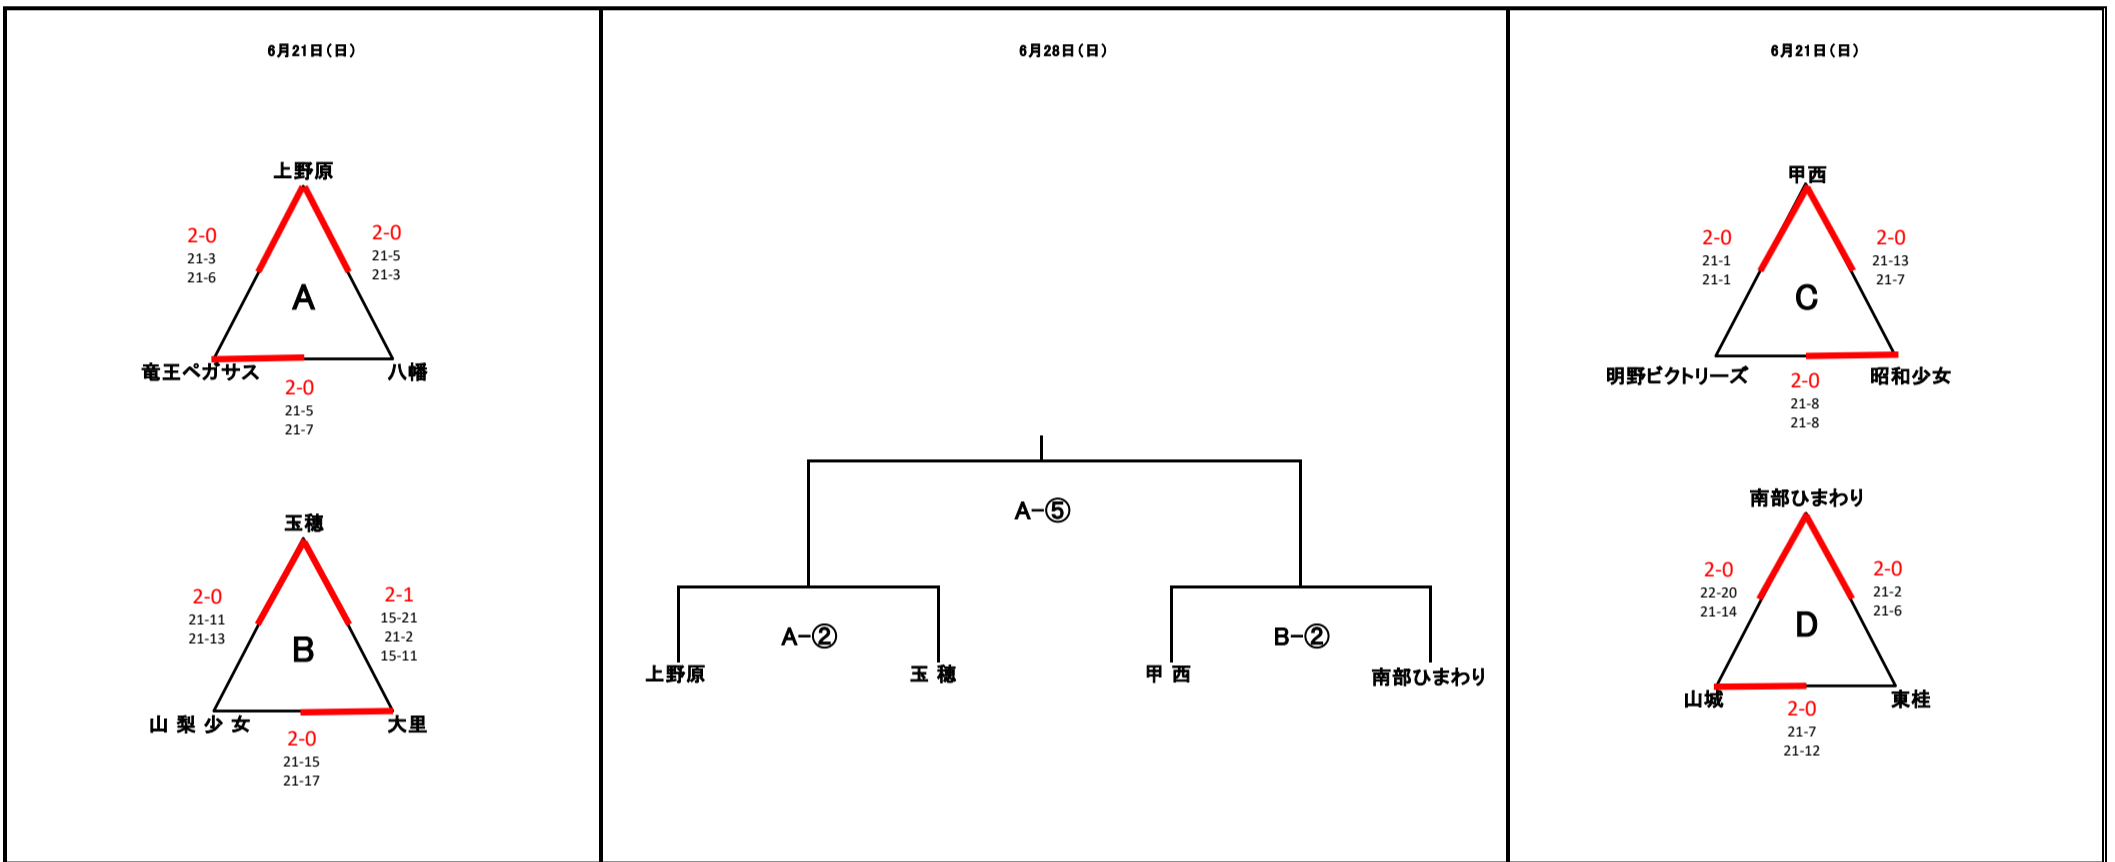 6月21日(日)
上野原
2-0
21-3
21-6
2-0
21-5
21-3
A
竜王ペガサス
八幡
2-0
21-5
21-7
玉穂
2-0
21-11
21-13
2-1
15-21
21-2
15-11
B
山 梨 少 女
大里
2-0
21-15
21-17
6月28日(日)
A-⑤
A-②
B-②
上野原
玉 穂
甲 西
南部ひまわり
6月21日(日)
甲西
2-0
21-1
21-1
2-0
21-13
21-7
C
明野ビクトリーズ
昭和少女
2-0
21-8
21-8
南部ひまわり
2-0
22-20
21-14
2-0
21-2
21-6
D
山城
東桂
2-0
21-7
21-12